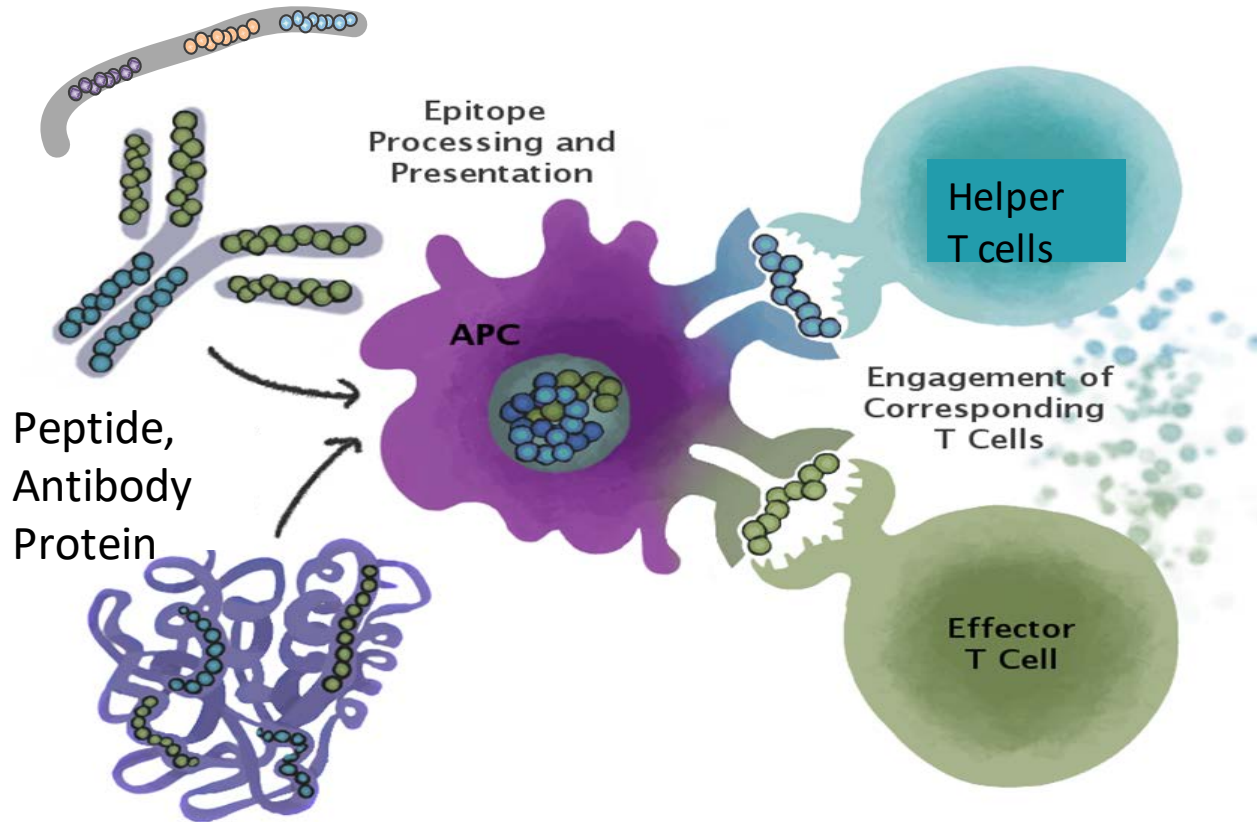 Epitope
Processing and
Presentation
Helper
T cells
APC
Engagement of
Corresponding
T Cells
Peptide,
Antibody
Protein
Effector
T Cell